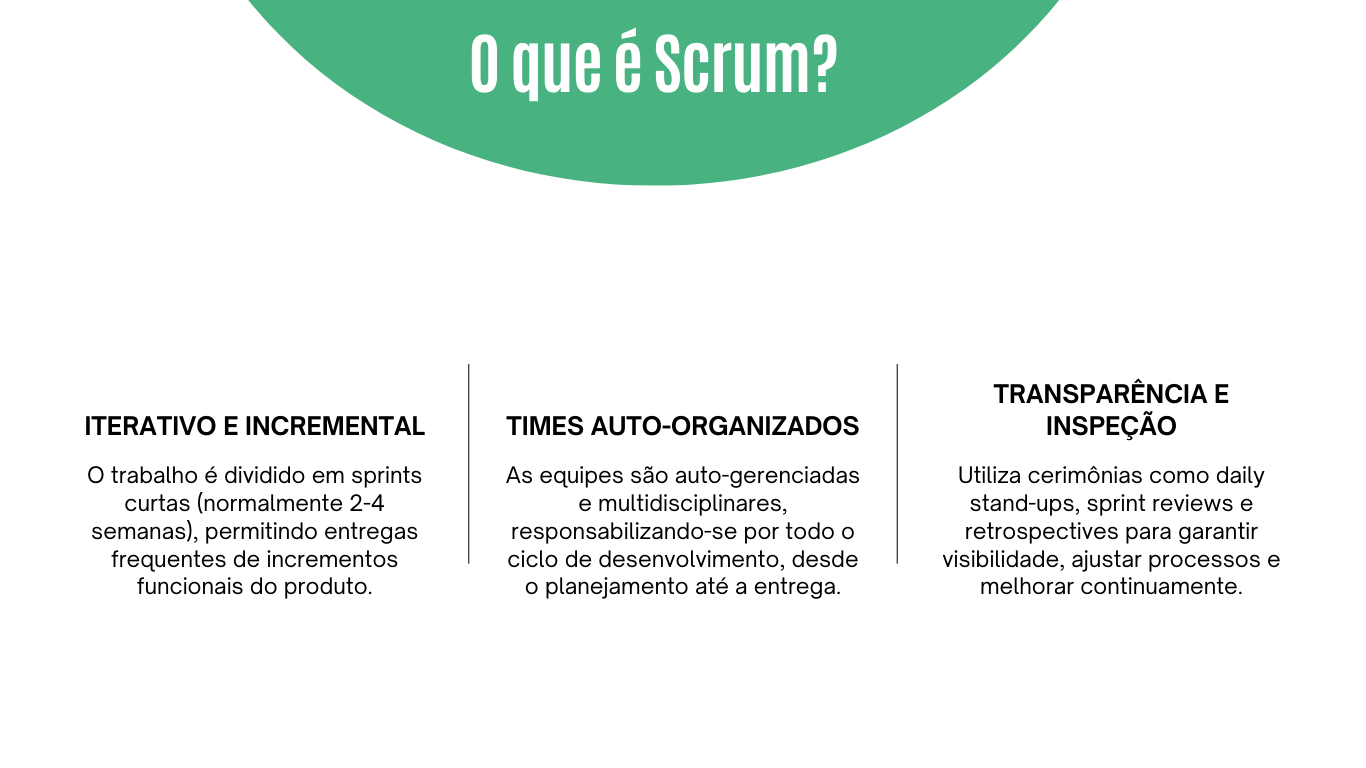 O que é Scrum?
ITERATIVO E INCREMENTAL
O trabalho é dividido em sprints
curtas (normalmente 2-4
semanas), permitindo entregas
frequentes de incrementos
funcionais do produto.
TIMES AUTO-ORGANIZADOS
As equipes são auto-gerenciadas
e multidisciplinares,
responsabilizando-se por todo o
ciclo de desenvolvimento, desde
o planejamento até a entrega.
TRANSPARÊNCIA E
INSPEÇÃO
Utiliza cerimônias como daily
stand-ups, sprint reviews e
retrospectives para garantir
visibilidade, ajustar processos e
melhorar continuamente.